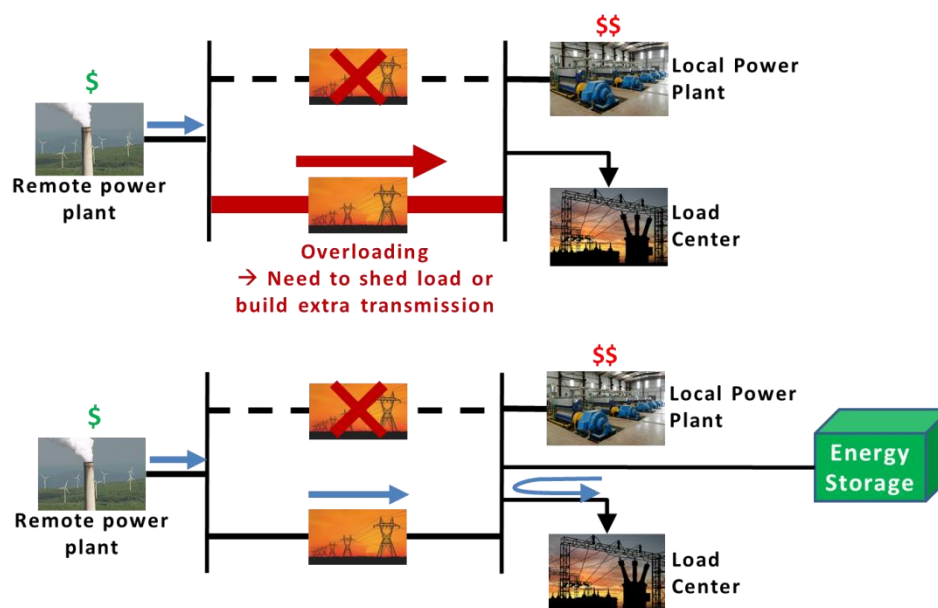 $$
Local Power
Plant
$
Remote power
plant
Load
Center
Overloading
→ Need to shed load or
build extra transmission
$$
Local Power
Plant
$
Energy
Storage
Remote power
plant
Load
Center